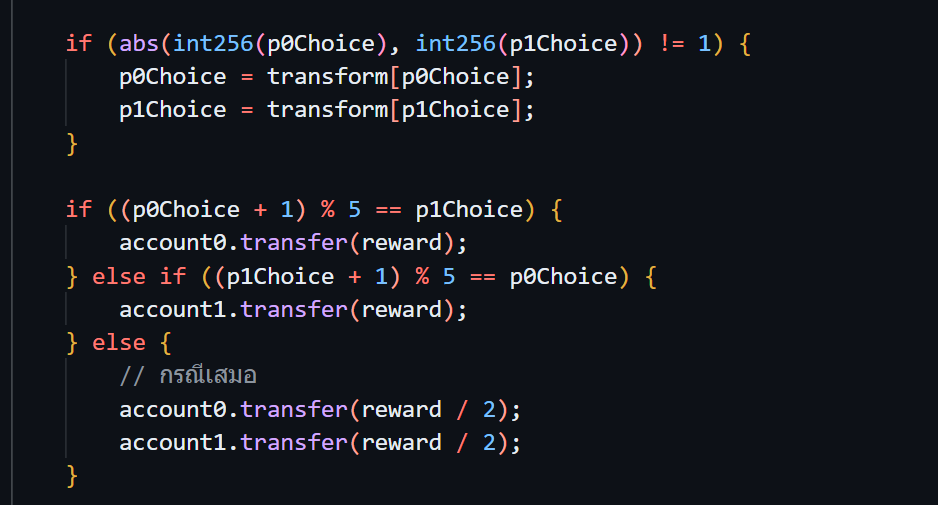 if (abs(int256(p0Choice), int256(p1Choice)) != 1) {
    p0Choice = transform[p0Choice];
    p1Choice = transform[p1Choice];
}

if ((p0Choice + 1) % 5 == p1Choice) {
    account0.transfer(reward);
} else if ((p1Choice + 1) % 5 == p0Choice) {
    account1.transfer(reward);
} else {
    // กรณีเสมอ
    account0.transfer(reward / 2);
    account1.transfer(reward / 2);
}